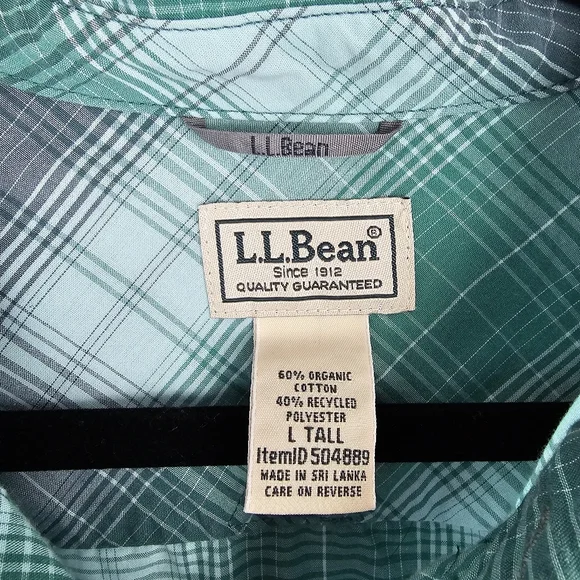 L.L.Bean
L.L.Bean®
Since 1912
QUALITY GUARANTEED
60% ORGANIC
COTTON
40% RECYCLED
POLYESTER
L TALL
ItemID 504889
MADE IN SRI LANKA
CARE ON REVERSE